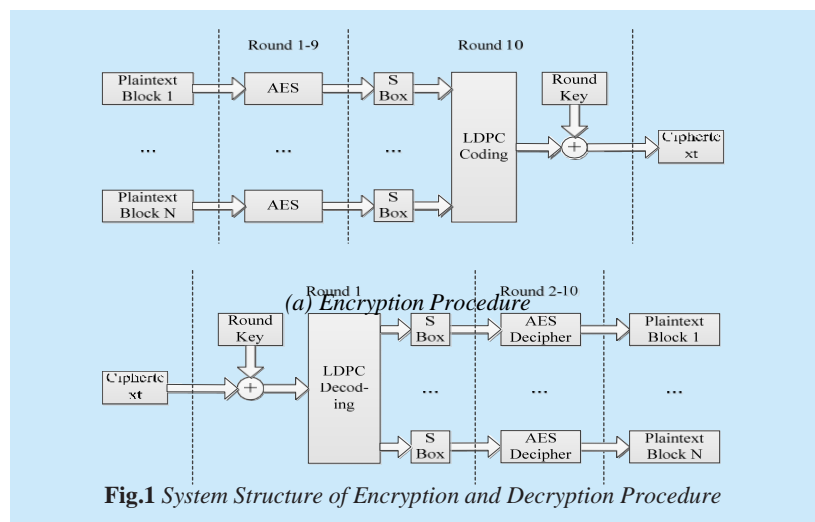 Round 1-9
Round 10
Plaintext
Block 1
AES
S
Box
LDPC
Coding
Round
Key
+
Ciphertc
xt
...
...
...
Plaintext
Block N
AES
S
Box
Round 1
Round 2-10
(a) Encryption Procedure
Round
Key
Ciphertc
xt
+
LDPC
Decod-
ing
S
Box
AES
Decipher
Plaintext
Block 1
...
...
...
S
Box
AES
Decipher
Plaintext
Block N
Fig.1 System Structure of Encryption and Decryption Procedure